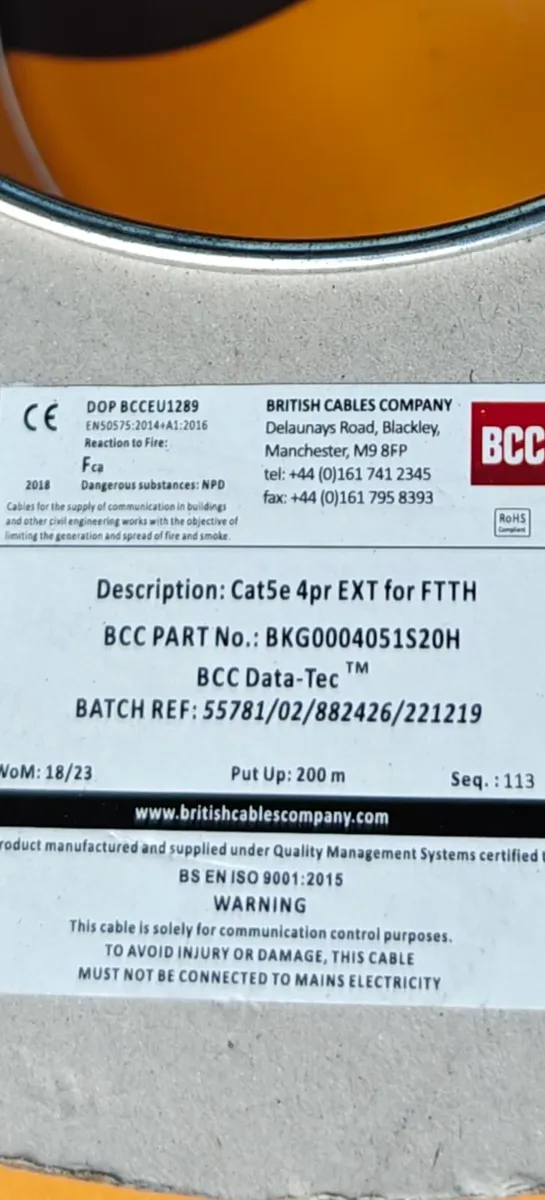 CE
2018
DOP BCCEU1289
EN50575:2014+A1:2016
Reaction to Fire:
Fca
Dangerous substances: NPD
Cables for the supply of communication in buildings
and other civil engineering works with the objective of
limiting the generation and spread of fire and smoke.
BRITISH CABLES COMPANY
Delaunays Road, Blackley,
Manchester, M9 8FP
tel: +44 (0)161 741 2345
fax: +44 (0)161 795 8393
BCC
RoHS
Compliant
Description: Cat5e 4pr EXT for FTTH
BCC PART No.: BKG0004051S20H
BCC Data-Tec ™
BATCH REF: 55781/02/882426/221219
WoM: 18/23
Put Up: 200 m
Seq. : 113
www.britishcablescompany.com
roduct manufactured and supplied under Quality Management Systems certified t
BS EN ISO 9001:2015
WARNING
This cable is solely for communication control purposes.
TO AVOID INJURY OR DAMAGE, THIS CABLE
MUST NOT BE CONNECTED TO MAINS ELECTRICITY